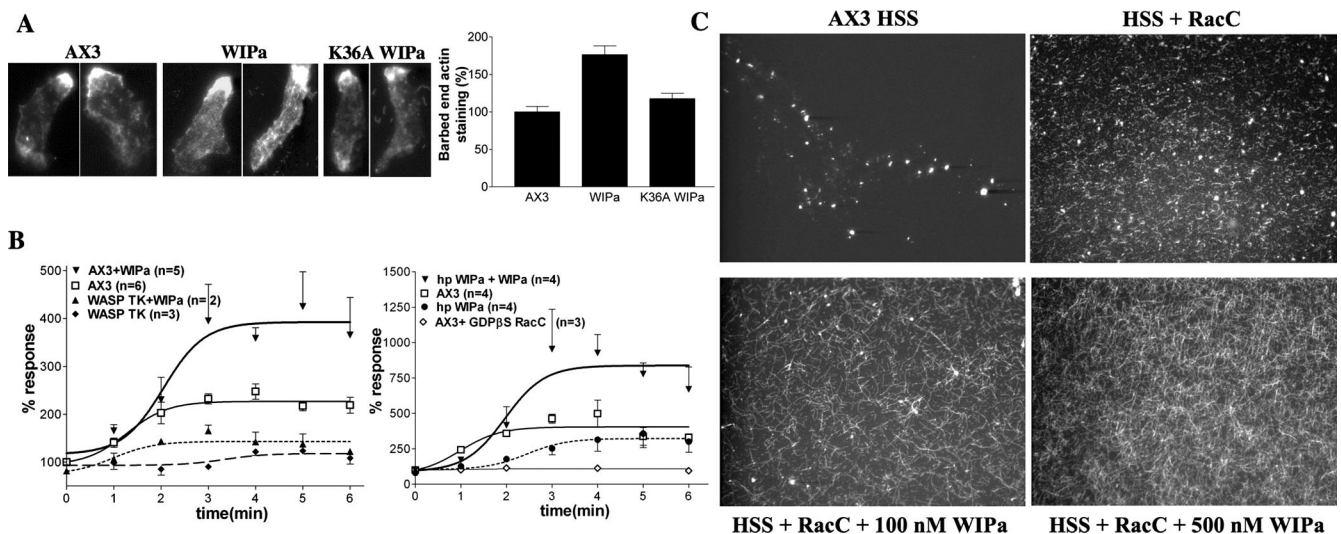 A
AX3
WIPa
K36A WIPa
Barbed end actin
staining (%)
200
150
100
50
0
AX3
WIPa
K36A WIPa
B
% response
500
400
300
200
100
AX3+WIPa (n=5)
AX3 (n=6)
WASP TK+WIPa (n= 2)
WASP TK (n=3)
0
1
2
3
4
5
6
time(min)
% response
1500
1250
1000
750
500
250
0
hp WIPa + WIPa (n=4)
AX3 (n=4)
hp WIPa (n=4)
AX3+ GDPβS RacC (n=3)
0
1
2
3
4
5
6
time(min)
C
AX3 HSS
HSS + RacC
HSS + RacC + 100 nM WIPa
HSS + RacC + 500 nM WIPa